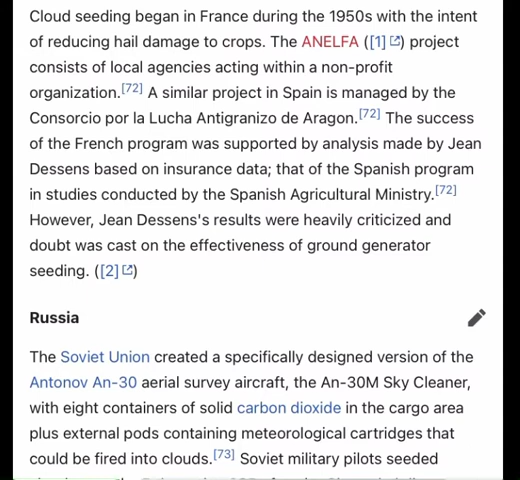 Cloud seeding began in France during the 1950s with the intent
of reducing hail damage to crops. The ANELFA ([1]) project
consists of local agencies acting within a non-profit
organization.[72] A similar project in Spain is managed by the
Consorcio por la Lucha Antigranizo de Aragon.[72] The success
of the French program was supported by analysis made by Jean
Dessens based on insurance data; that of the Spanish program
in studies conducted by the Spanish Agricultural Ministry.[72]
However, Jean Dessens's results were heavily criticized and
doubt was cast on the effectiveness of ground generator
seeding. ([2])
Russia
The Soviet Union created a specifically designed version of the
Antonov An-30 aerial survey aircraft, the An-30M Sky Cleaner,
with eight containers of solid carbon dioxide in the cargo area
plus external pods containing meteorological cartridges that
could be fired into clouds.[73] Soviet military pilots seeded